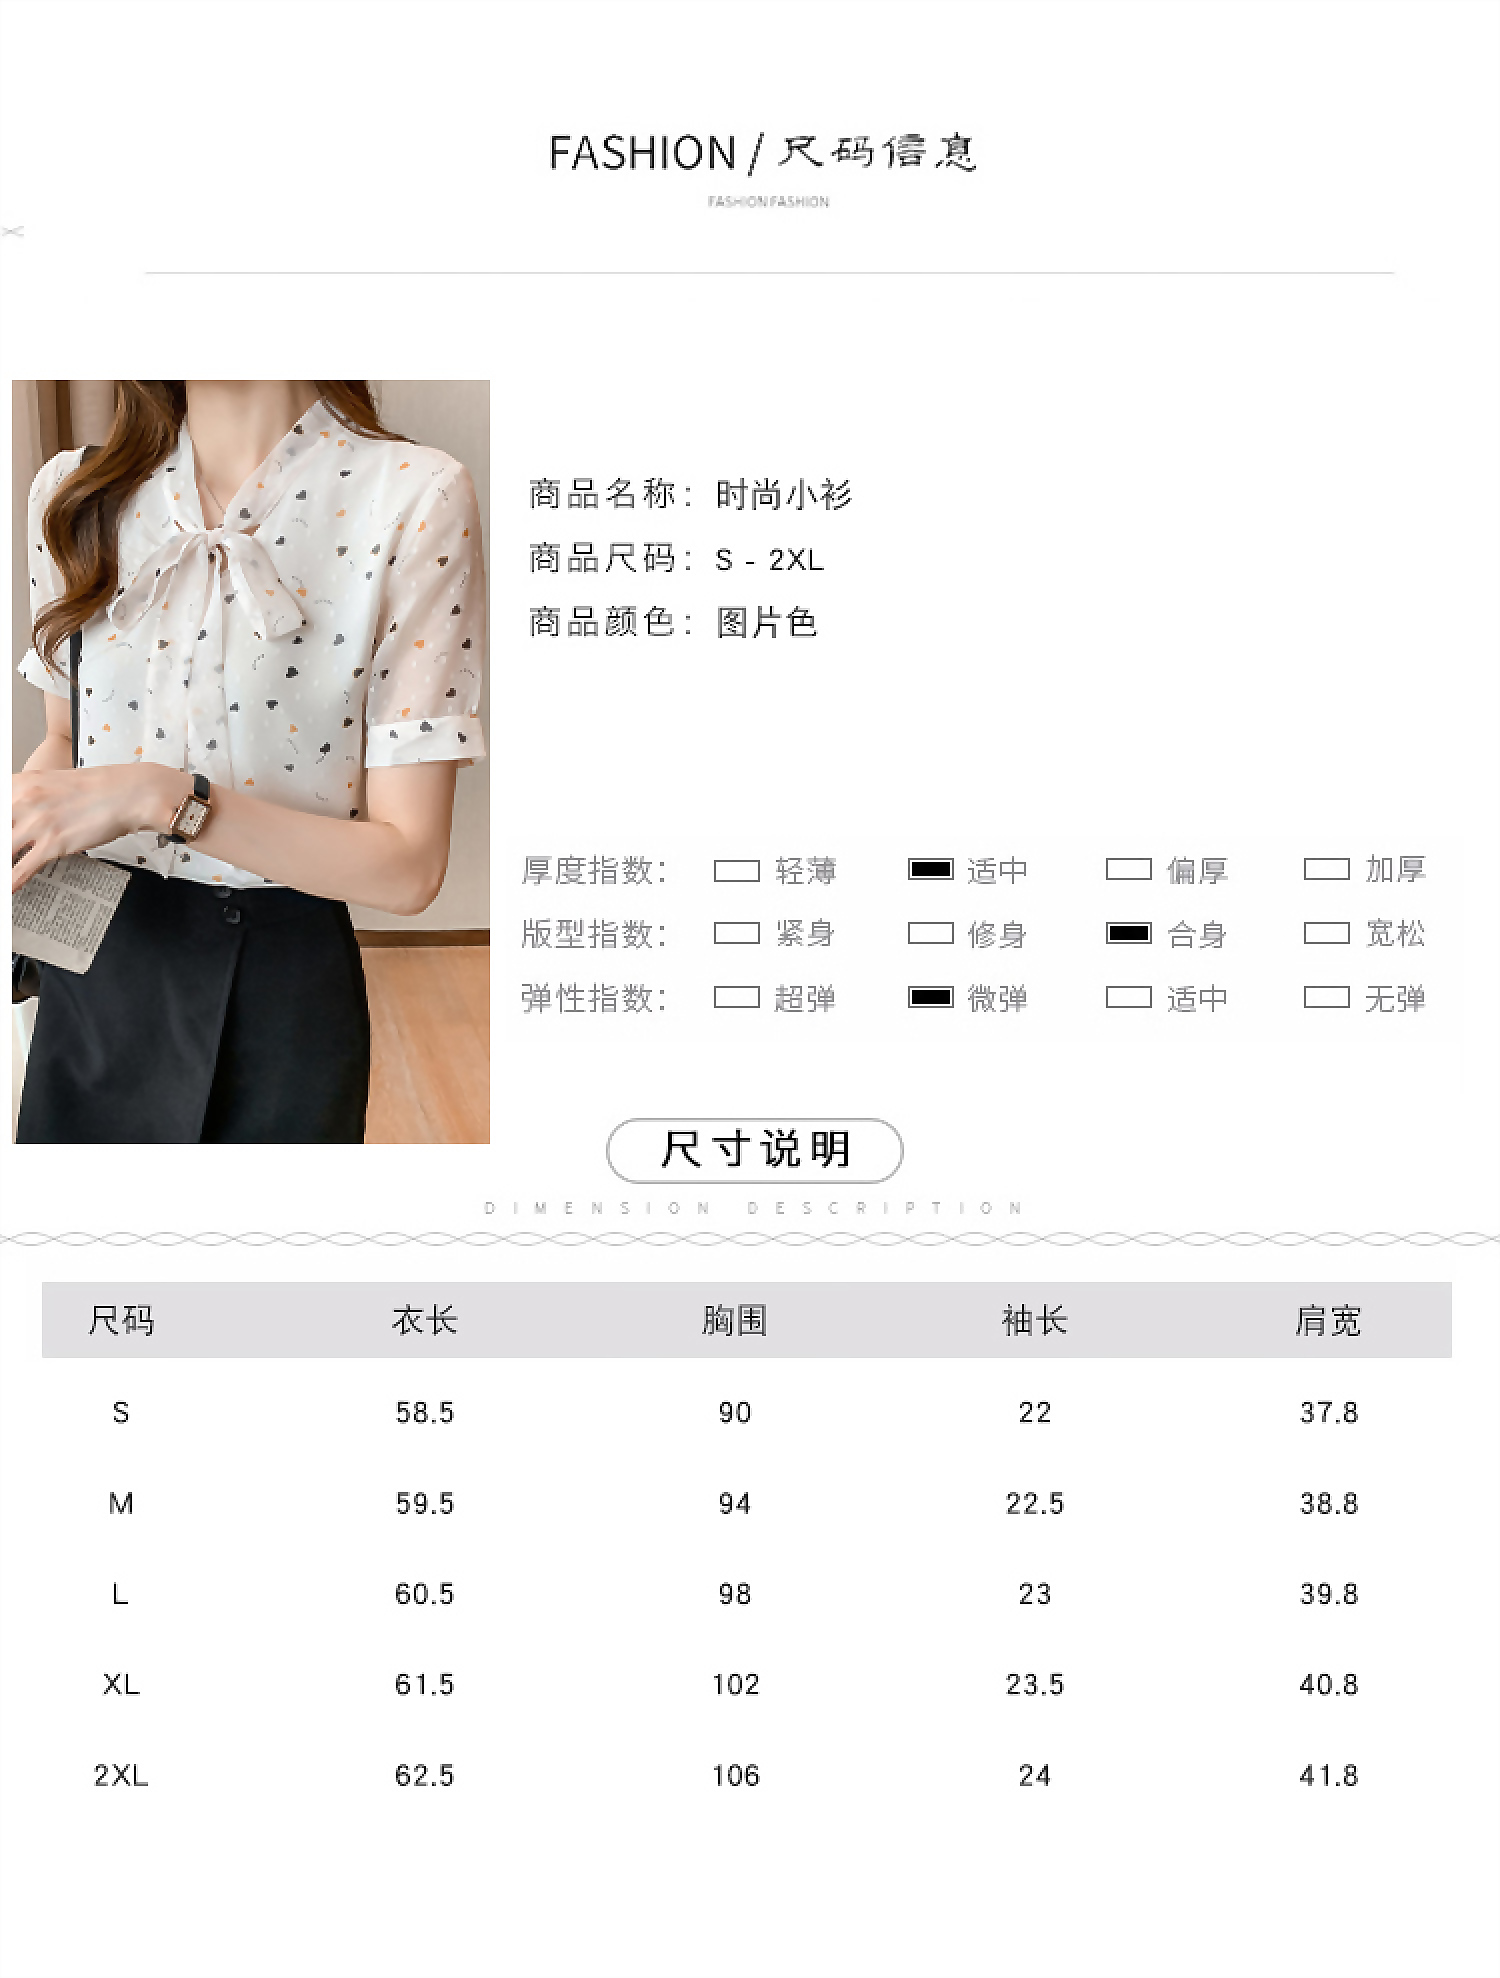 FASHION / 尺码信息
FASHION FASHION
商品名称：时尚小衫
商品尺码：S - 2XL
商品颜色：图片色
厚度指数： 轻薄 适中 偏厚 加厚
版型指数： 紧身 修身 合身 宽松
弹性指数： 超弹 微弹 适中 无弹
尺寸说明
DIMENSION DESCRIPTION
尺码 衣长 胸围 袖长 肩宽
S 58.5 90 22 37.8
M 59.5 94 22.5 38.8
L 60.5 98 23 39.8
XL 61.5 102 23.5 40.8
2XL 62.5 106 24 41.8